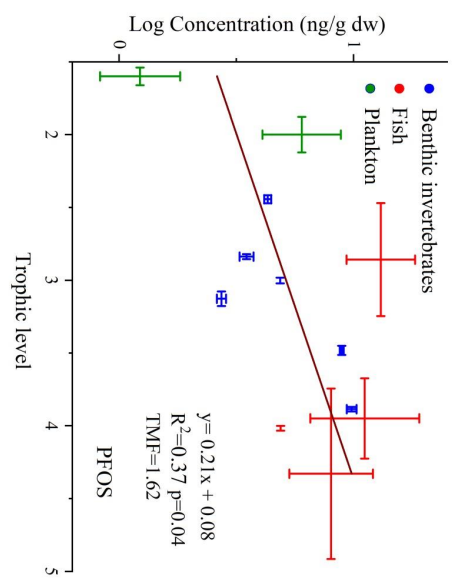 Log Concentration (ng/g dw)
0
1
Benthic invertebrates
Fish
Plankton
2
3
4
5
Trophic level
y= 0.21x + 0.08
R²=0.37 p=0.04
TMF=1.62
PFOS